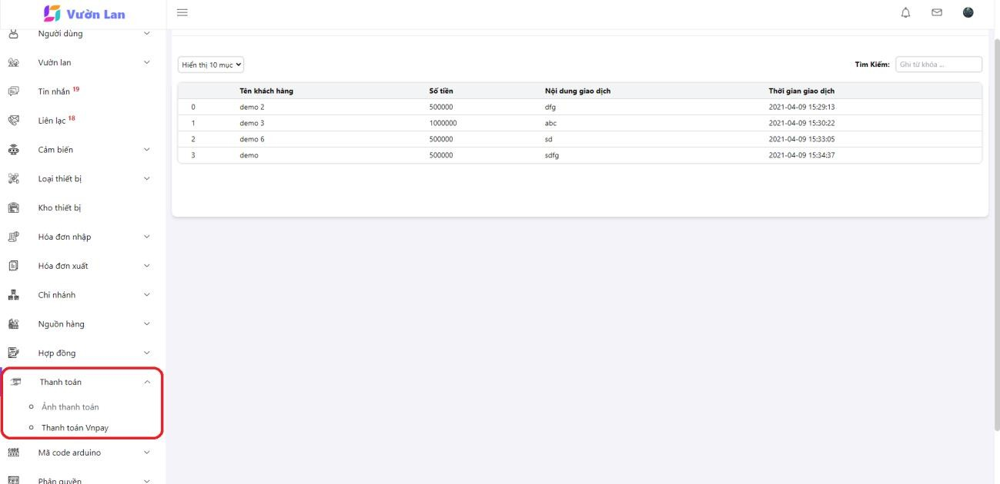 Vườn Lan
Người dùng
Vườn lan
Tin nhắn 19
Liên lạc 18
Cảm biến
Loại thiết bị
Kho thiết bị
Hóa đơn nhập
Hóa đơn xuất
Chi nhánh
Nguồn hàng
Hợp đồng
Thanh toán
Ảnh thanh toán
Thanh toán Vnpay
Mã code arduino
Phân quyền
Hiển thị 10 mục
Tìm Kiếm: Ghi từ khóa ...
Tên khách hàng Số tiền Nội dung giao dịch Thời gian giao dịch
0 demo 2 500000 dfg 2021-04-09 15:29:13
1 demo 3 1000000 abc 2021-04-09 15:30:22
2 demo 6 500000 sd 2021-04-09 15:33:05
3 demo 500000 sdfg 2021-04-09 15:34:37